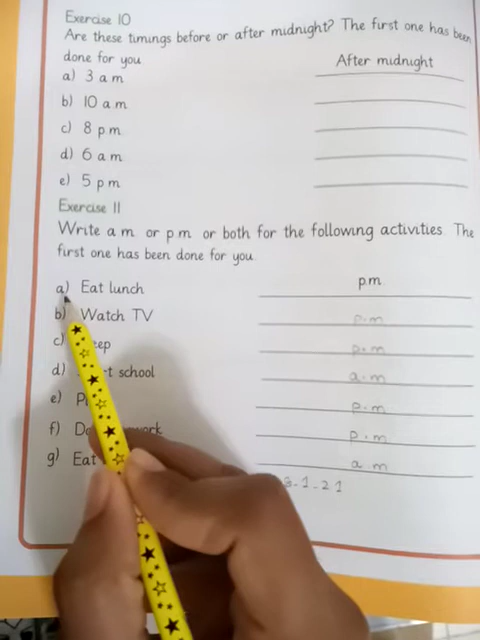 Exercise 10
Are these timings before or after midnight? The first one has been
done for you
After midnight
a) 3 a m
b) 10 a m
c) 8 p m
d) 6 a m
e) 5 p m
Exercise 11
Write a m or p m or both for the following activities The
first one has been done for you
a) Eat lunch p.m
b) Watch TV p.m
c) p.m
d) school a.m
e) p.m
f) p.m
g) Eat a m